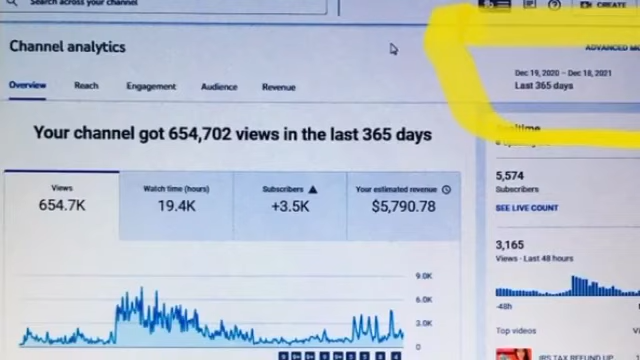 Search across your channel
CREATE
Channel analytics
ADVANCED MO
Dec 19, 2020 – Dec 18, 2021
Last 365 days
Overview
Reach
Engagement
Audience
Revenue
Your channel got 654,702 views in the last 365 days
Realtime
5,574
Subscribers
SEE LIVE COUNT
Views
654.7K
Watch time (hours)
19.4K
Subscribers
+3.5K
Your estimated revenue
$5,790.78
3,165
Views · Last 48 hours
9.0K
6.0K
3.0K
0
-48h
Top videos
Vi
IRS TAX REFUND UP